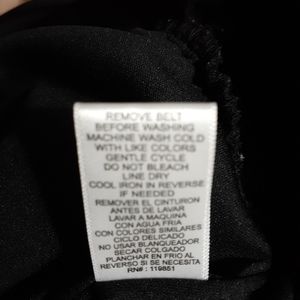 REMOVE BELT
BEFORE WASHING
MACHINE WASH COLD
WITH LIKE COLORS
GENTLE CYCLE
DO NOT BLEACH
LINE DRY
COOL IRON IN REVERSE
IF NEEDED
REMOVER EL CINTURON
ANTES DE LAVAR
LAVAR A MAQUINA
CON AGUA FRIA
CON COLORES SIMILARES
CICLO DELICADO
NO USAR BLANQUEADOR
SECAR COLGADO
PLANCHAR EN FRIO AL
REVERSO SI SE NECESITA
RN# : 119851